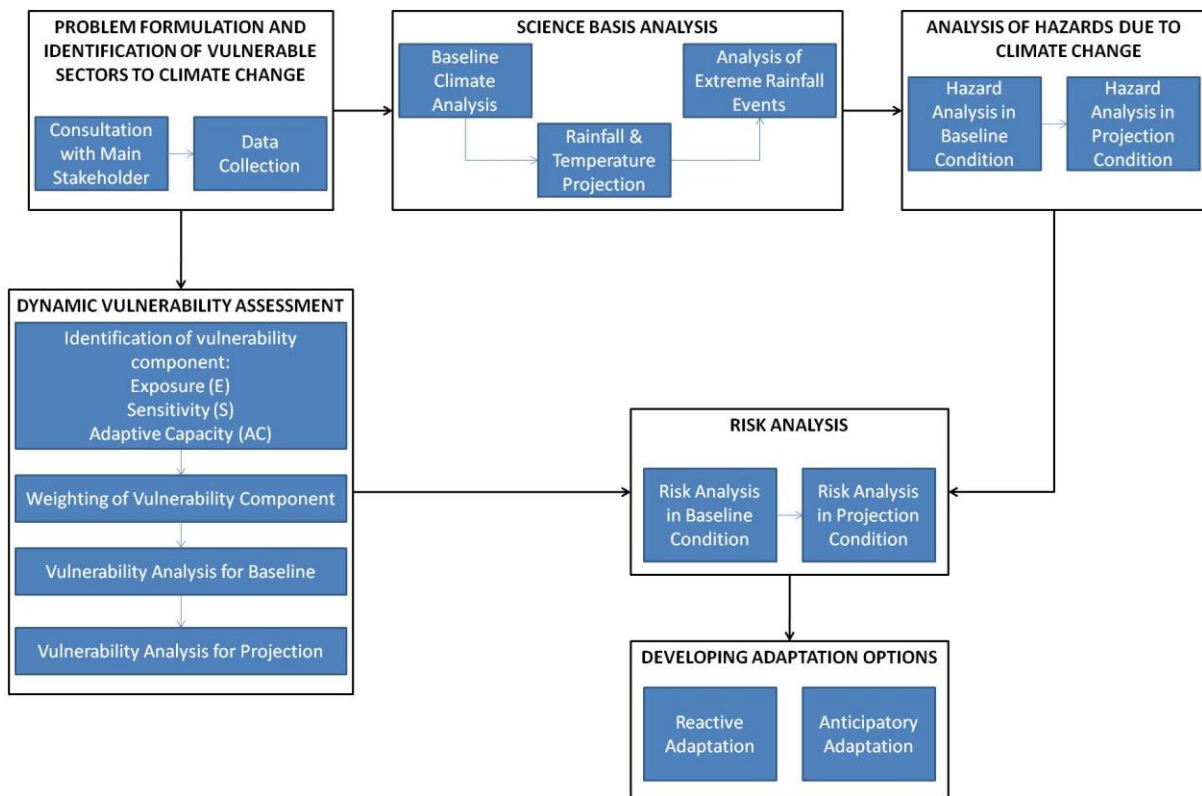 PROBLEM FORMULATION AND
IDENTIFICATION OF VULNERABLE
SECTORS TO CLIMATE CHANGE
Consultation
with Main
Stakeholder
Data
Collection
SCIENCE BASIS ANALYSIS
Baseline
Climate
Analysis
Rainfall &
Temperature
Projection
Analysis of
Extreme Rainfall
Events
ANALYSIS OF HAZARDS DUE TO
CLIMATE CHANGE
Hazard
Analysis in
Baseline
Condition
Hazard
Analysis in
Projection
Condition
DYNAMIC VULNERABILITY ASSESSMENT
Identification of vulnerability
component:
Exposure (E)
Sensitivity (S)
Adaptive Capacity (AC)
Weighting of Vulnerability Component
Vulnerability Analysis for Baseline
Vulnerability Analysis for Projection
RISK ANALYSIS
Risk Analysis
in Baseline
Condition
Risk Analysis
in Projection
Condition
DEVELOPING ADAPTATION OPTIONS
Reactive
Adaptation
Anticipatory
Adaptation